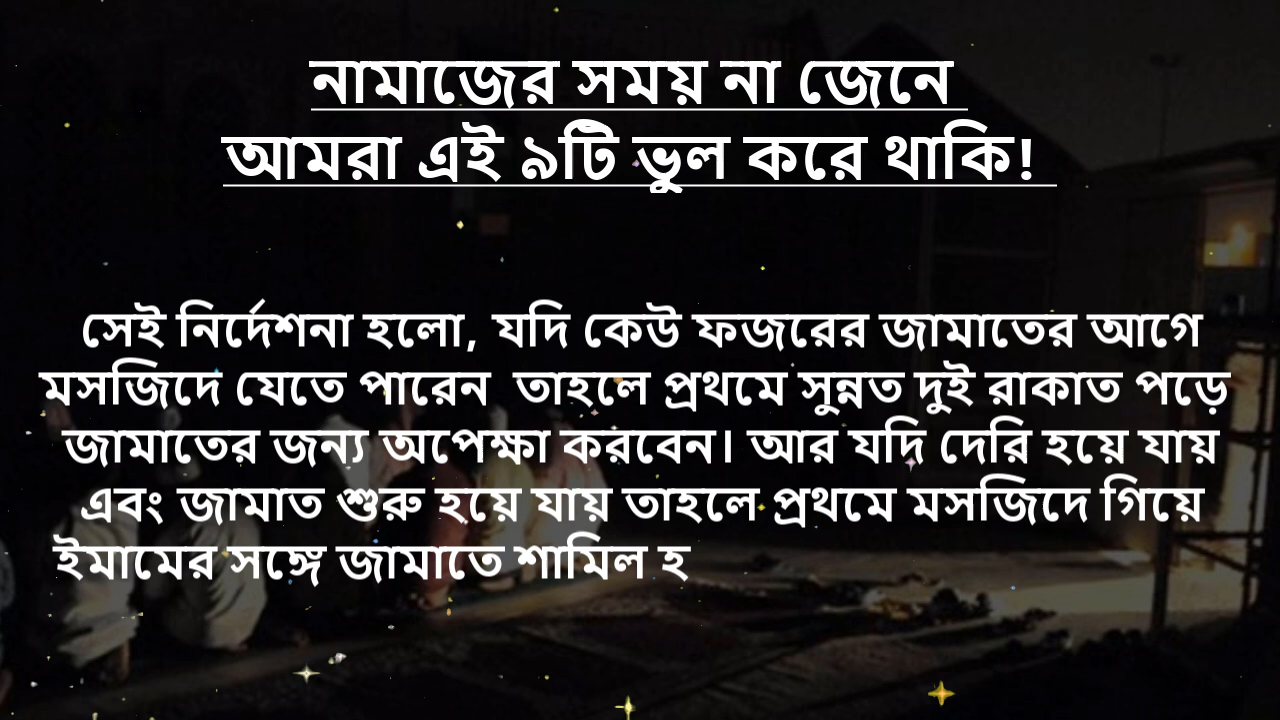 নামাজের সময় না জেনে
আমরা এই ৯টি ভুল করে থাকি!
সেই নির্দেশনা হলো, যদি কেউ ফজরের জামাতের আগে
মসজিদে যেতে পারেন তাহলে প্রথমে সুন্নত দুই রাকাত পড়ে
জামাতের জন্য অপেক্ষা করবেন। আর যদি দেরি হয়ে যায়
এবং জামাত শুরু হয়ে যায় তাহলে প্রথমে মসজিদে গিয়ে
ইমামের সঙ্গে জামাতে শামিল হ